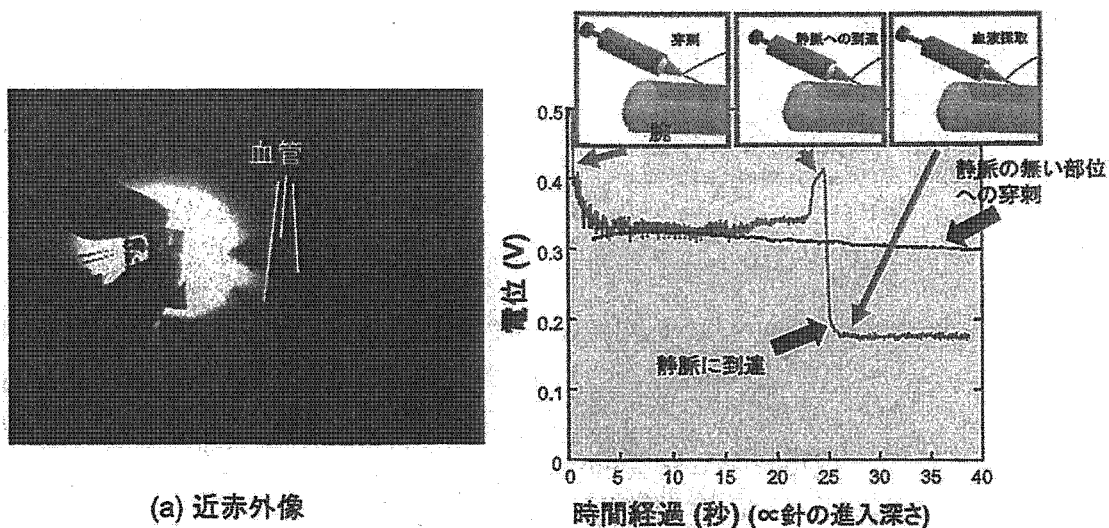 血管
(a) 近赤外像
穿刺
静脈への到達
血液採取
腕
静脈の無い部位
への穿刺
静脈に到達
電位 (V)
0.5
0.4
0.3
0.2
0.1
0
0 5 10 15 20 25 30 35 40
時間経過 (秒) (∝針の進入深さ)